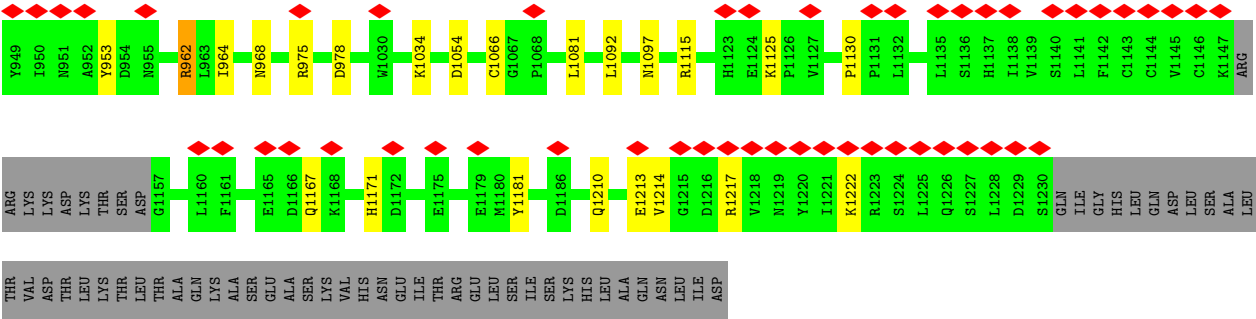 Y949 I950 N951 A952 Y953 D954 N955 R962 L963 I964 N968 R975 D978 W1030 K1034 D1054 C1066 G1067 P1068 L1081 L1092 N1097 R1115 H1123 E1124 K1125 P1126 V1127 P1130 P1131 L1132 L1135 S1136 H1137 I1138 V1139 S1140 L1141 F1142 C1143 C1144 V1145 C1146 K1147 ARG
ARG LYS LYS ASP LYS THR SER ASP G1157 L1160 F1161 E1165 D1166 Q1167 K1168 H1171 D1172 E1175 E1179 M1180 Y1181 D1186 Q1210 E1213 V1214 G1215 D1216 R1217 V1218 N1219 Y1220 I1221 K1222 R1223 S1224 L1225 Q1226 S1227 L1228 D1229 S1230 GLN ILE GLY HIS LEU GLN ASP LEU SER ALA LEU
THR VAL ASP THR LEU LYS THR LEU THR ALA GLN LYS ALA SER GLU ALA SER LYS VAL HIS ASN GLU ILE THR ARG GLU LEU SER ILE SER LYS HIS LEU ALA GLN ASN LEU ILE ASP